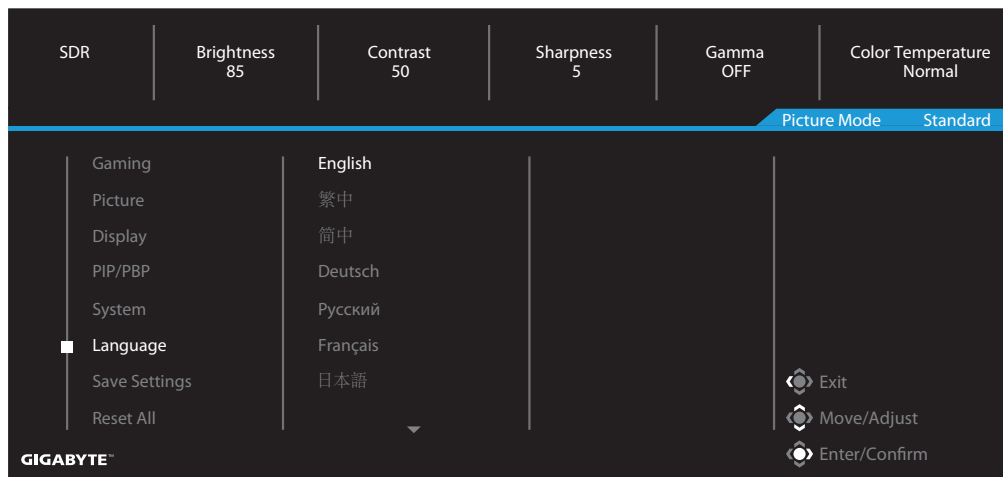 SDR
Brightness
85
Contrast
50
Sharpness
5
Gamma
OFF
Color Temperature
Normal
Picture Mode Standard
Gaming
Picture
Display
PIP/PBP
System
Language
Save Settings
Reset All
English
繁中
简中
Deutsch
Русский
Français
日本語
Exit
Move/Adjust
Enter/Confirm
GIGABYTE™